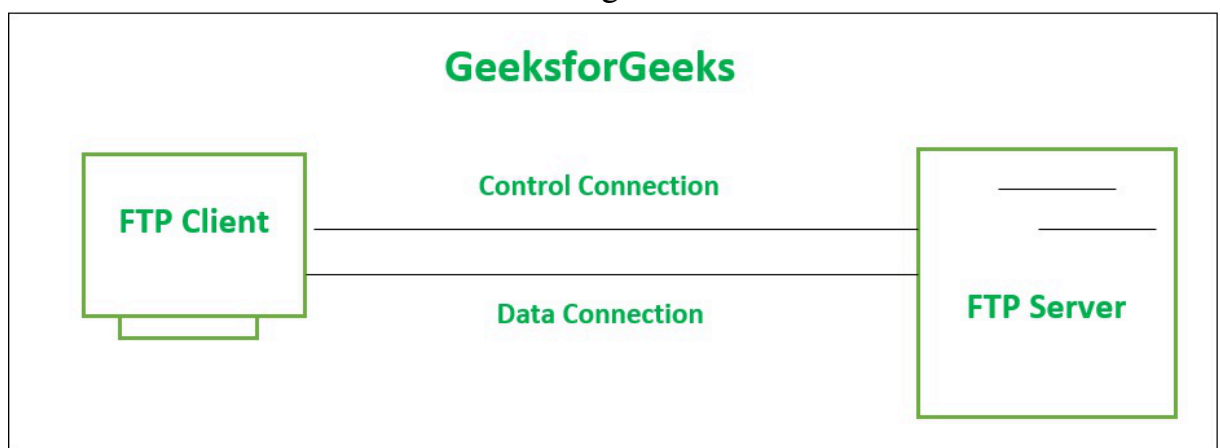 GeeksforGeeks
Control Connection
FTP Client
Data Connection
FTP Server